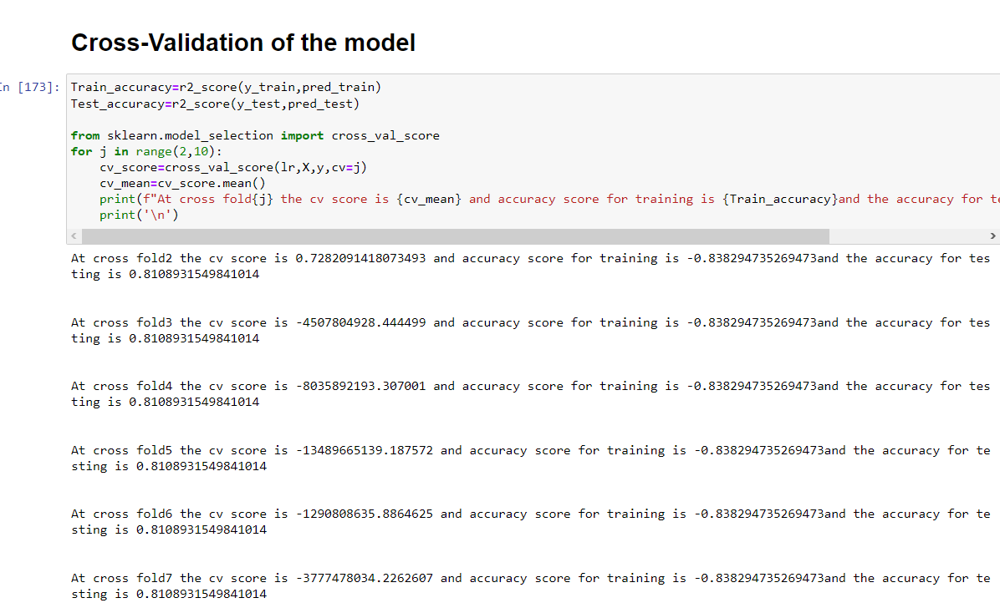 Cross-Validation of the model
In [173]:
Train_accuracy=r2_score(y_train,pred_train)
Test_accuracy=r2_score(y_test,pred_test)
from sklearn.model_selection import cross_val_score
for j in range(2,10):
cv_score=cross_val_score(lr,X,y,cv=j)
cv_mean=cv_score.mean()
print(f"At cross fold{j} the cv score is {cv_mean} and accuracy score for training is {Train_accuracy}and the accuracy for te
print('\n')
At cross fold2 the cv score is 0.7282091418073493 and accuracy score for training is -0.838294735269473and the accuracy for tes
ting is 0.8108931549841014
At cross fold3 the cv score is -4507804928.444499 and accuracy score for training is -0.838294735269473and the accuracy for tes
ting is 0.8108931549841014
At cross fold4 the cv score is -8035892193.307001 and accuracy score for training is -0.838294735269473and the accuracy for tes
ting is 0.8108931549841014
At cross fold5 the cv score is -13489665139.187572 and accuracy score for training is -0.838294735269473and the accuracy for te
sting is 0.8108931549841014
At cross fold6 the cv score is -1290808635.8864625 and accuracy score for training is -0.838294735269473and the accuracy for te
sting is 0.8108931549841014
At cross fold7 the cv score is -3777478034.2262607 and accuracy score for training is -0.838294735269473and the accuracy for te
sting is 0.8108931549841014